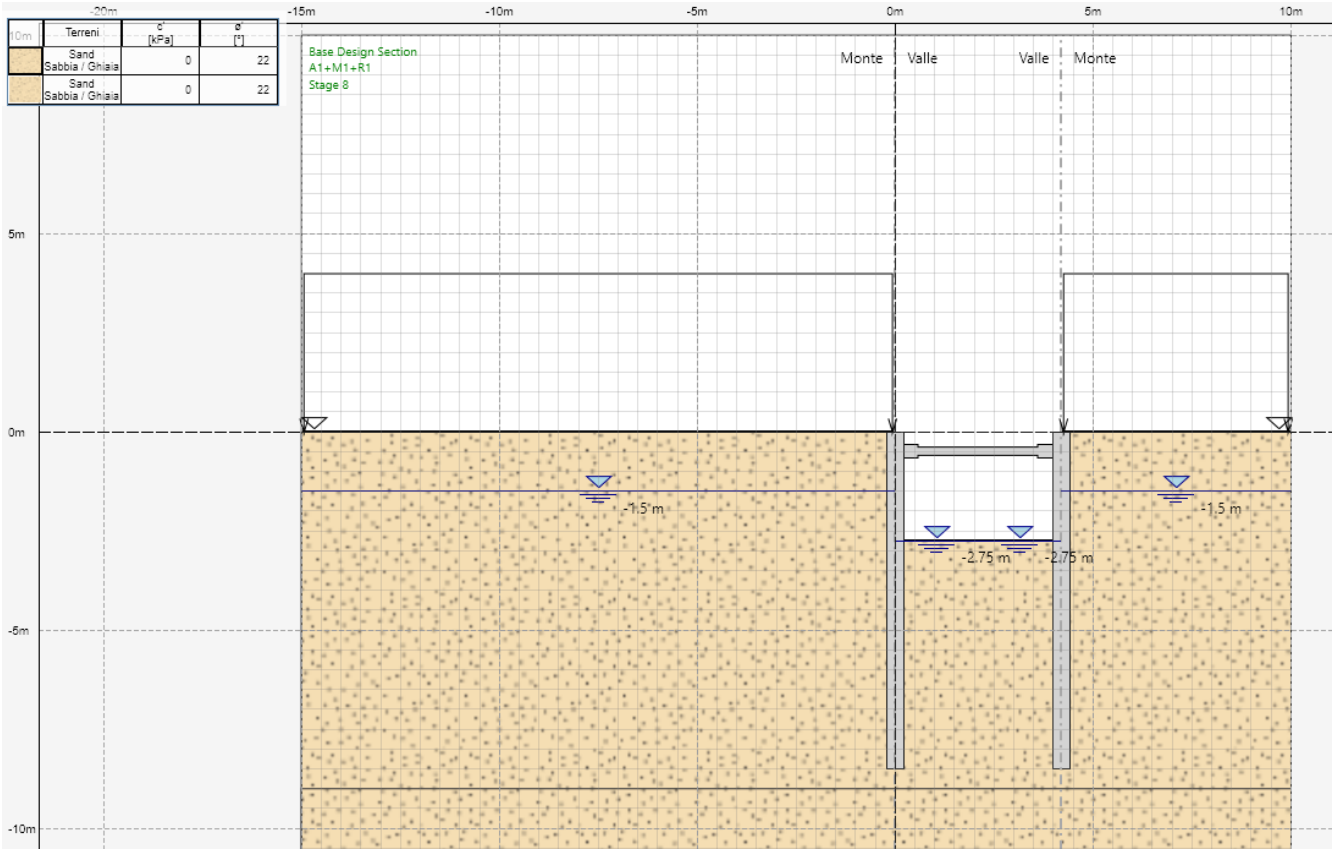 -20m -15m -10m -5m 0m 5m 10m
10m
Terreni c' [kPa] ø' [°]
Sand
Sabbia / Ghiaia 0 22
Sand
Sabbia / Ghiaia 0 22
Base Design Section
A1+M1+R1
Stage 8
Monte Valle Valle Monte
5m
0m
-1.5 m -1.5 m
-2.75 m -2.75 m
-5m
-10m